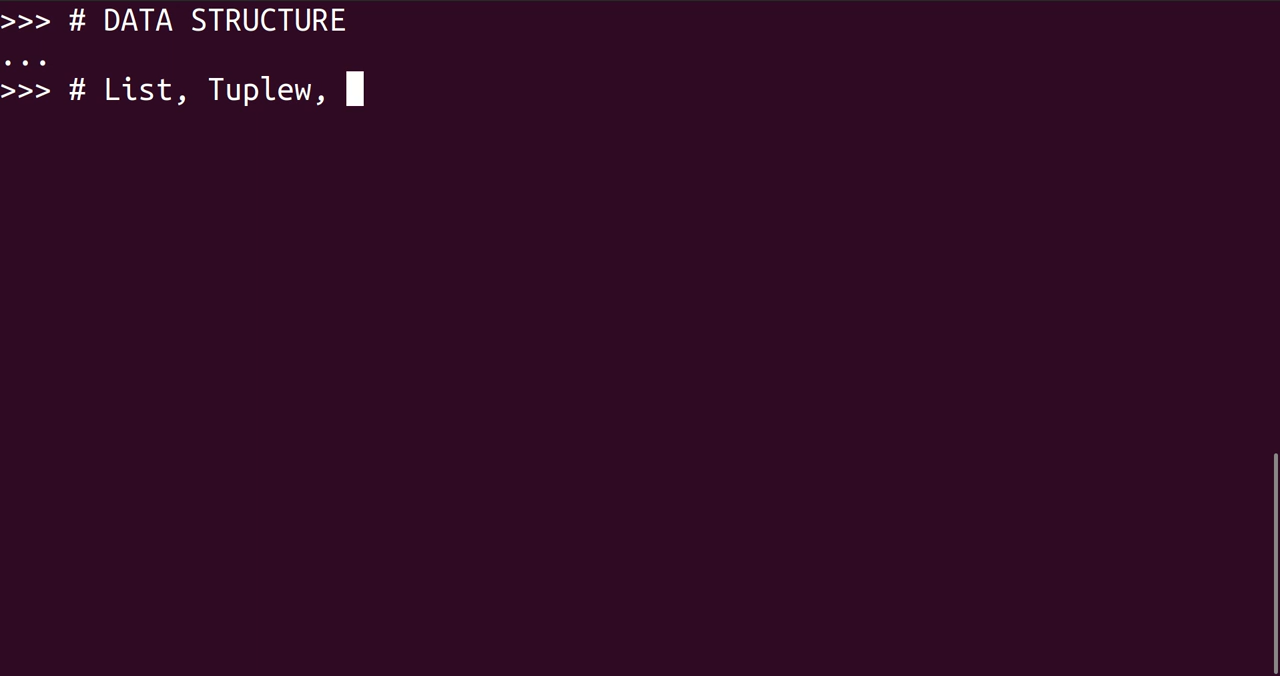 >>> # DATA STRUCTURE
...
>>> # List, Tuplew,